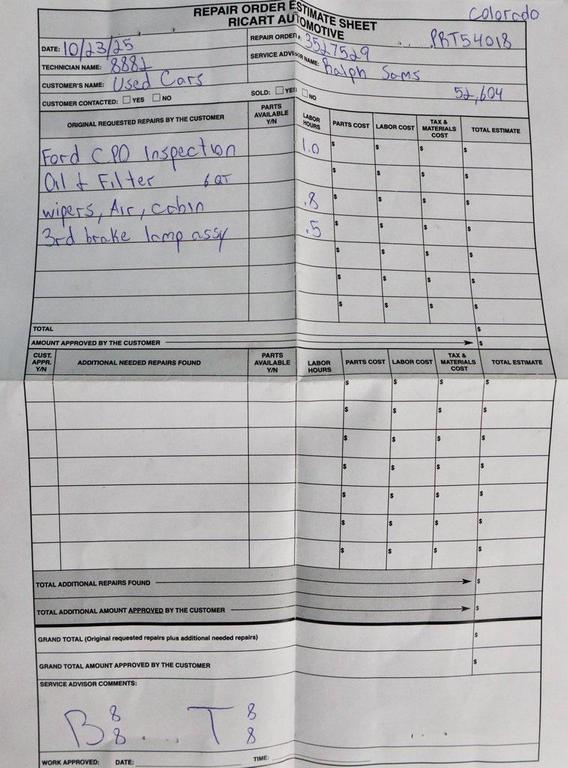 Colorado
REPAIR ORDER ESTIMATE SHEET
RICART AUTOMOTIVE
DATE: 10/23/25
REPAIR ORDER#: 3527529
PRT54018
TECHNICIAN NAME: 8881
SERVICE ADVISOR NAME: Ralph Sams
CUSTOMER'S NAME: Used Cars
52,604
CUSTOMER CONTACTED: ☐ YES ☐ NO
SOLD: ☐ YES ☐ NO
ORIGINAL REQUESTED REPAIRS BY THE CUSTOMER PARTS AVAILABLE Y/N LABOR HOURS PARTS COST LABOR COST TAX & MATERIALS COST TOTAL ESTIMATE
Ford CPO Inspection 1.0 $ $ $ $
Oil & Filter 6 QT $ $ $ $
wipers, Air, cabin .8 $ $ $ $
3rd brake lamp assy .5 $ $ $ $
$ $ $ $
$ $ $ $
$ $ $ $
TOTAL $
AMOUNT APPROVED BY THE CUSTOMER $
CUST. APPR. Y/N ADDITIONAL NEEDED REPAIRS FOUND PARTS AVAILABLE Y/N LABOR HOURS PARTS COST LABOR COST TAX & MATERIALS COST TOTAL ESTIMATE
$ $ $ $
$ $ $ $
$ $ $ $
$ $ $ $
$ $ $ $
$ $ $ $
$ $ $ $
TOTAL ADDITIONAL REPAIRS FOUND $
TOTAL ADDITIONAL AMOUNT APPROVED BY THE CUSTOMER $
GRAND TOTAL (Original requested repairs plus additional needed repairs) $
GRAND TOTAL AMOUNT APPROVED BY THE CUSTOMER $
SERVICE ADVISOR COMMENTS:
B 8 8 T 8 8
WORK APPROVED: DATE: TIME: